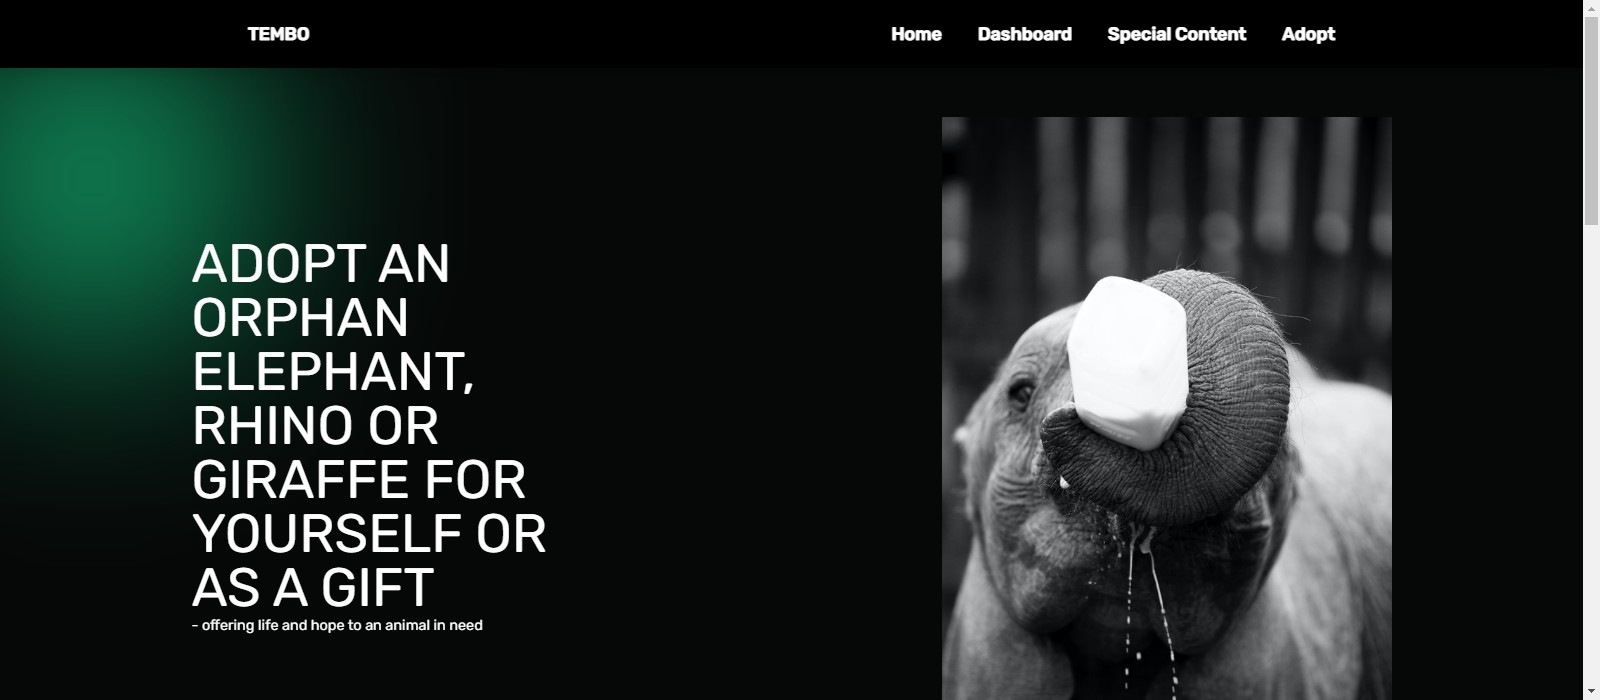 TEMBO
Home Dashboard Special Content Adopt
ADOPT AN
ORPHAN
ELEPHANT,
RHINO OR
GIRAFFE FOR
YOURSELF OR
AS A GIFT
- offering life and hope to an animal in need